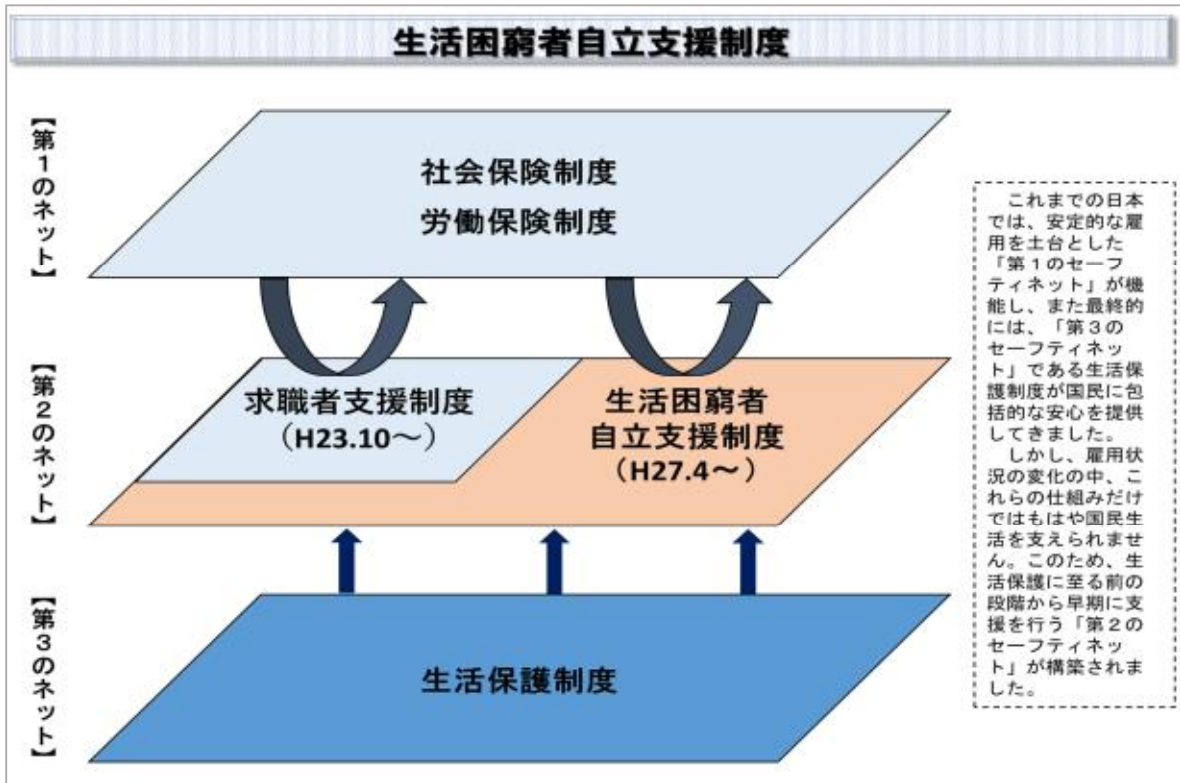 生活困窮者自立支援制度
【第1のネット】
社会保険制度
労働保険制度
【第2のネット】
求職者支援制度
（H23.10～）
生活困窮者
自立支援制度
（H27.4～）
【第3のネット】
生活保護制度
これまでの日本
では、安定的な雇
用を土台とした
「第1のセーフ
ティネット」が機
能し、また最終的
には、「第3の
セーフティネッ
ト」である生活保
護制度が国民に包
括的な安心を提供
してきました。
しかし、雇用状
況の変化の中、こ
れらの仕組みだけ
ではもはや国民生
活を支えられませ
ん。このため、生
活保護に至る前の
段階から早期に支
援を行う「第2の
セーフティネッ
ト」が構築されま
した。